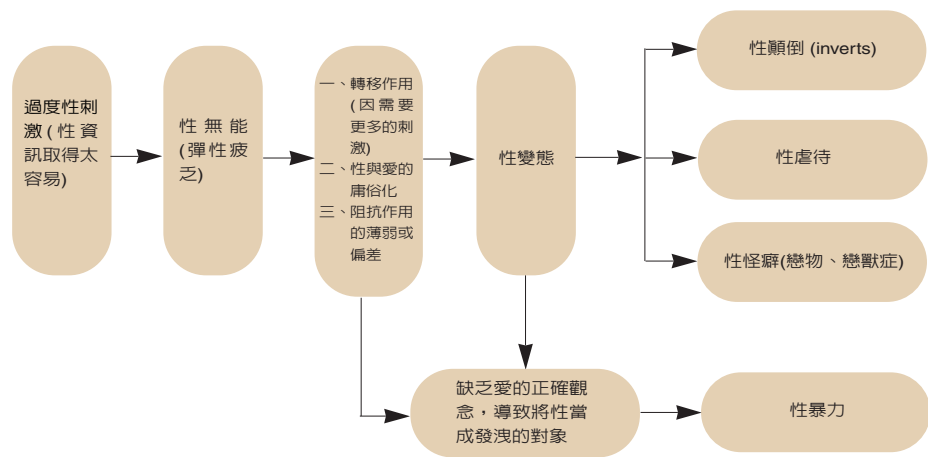 過度性刺
激(性資
訊取得太
容易)
性無能
(彈性疲
乏)
一、轉移作用
(因需要
更多的刺
激)
二、性與愛的
庸俗化
三、阻抗作用
的薄弱或
偏差
性變態
性顚倒 (inverts)
性虐待
性怪癖(戀物、戀獸症)
缺乏愛的正確觀
念，導致將性當
成發洩的對象
性暴力